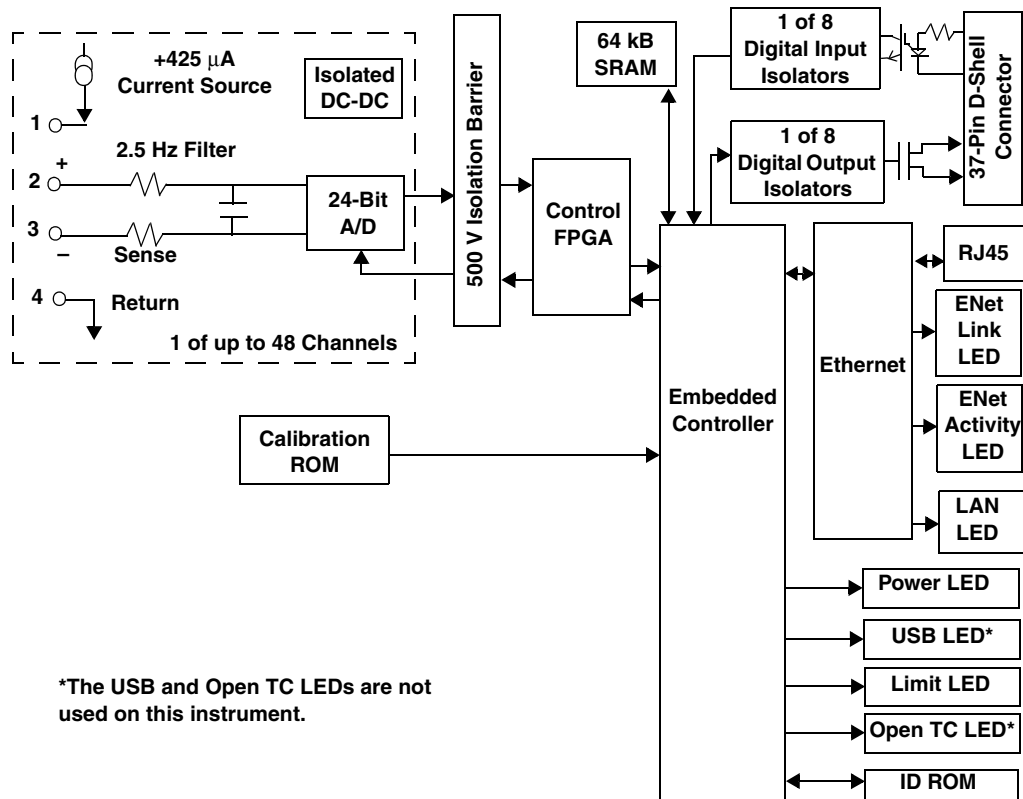 +425 µA
Current Source
Isolated
DC-DC
1
2.5 Hz Filter
+
2
3
–
Sense
24-Bit
A/D
4
Return
1 of up to 48 Channels
500 V Isolation Barrier
Control
FPGA
64 kB
SRAM
1 of 8
Digital Input
Isolators
1 of 8
Digital Output
Isolators
37-Pin D-Shell
Connector
Embedded
Controller
Calibration
ROM
Ethernet
RJ45
ENet
Link
LED
ENet
Activity
LED
LAN
LED
Power LED
USB LED*
Limit LED
Open TC LED*
ID ROM
*The USB and Open TC LEDs are not
used on this instrument.